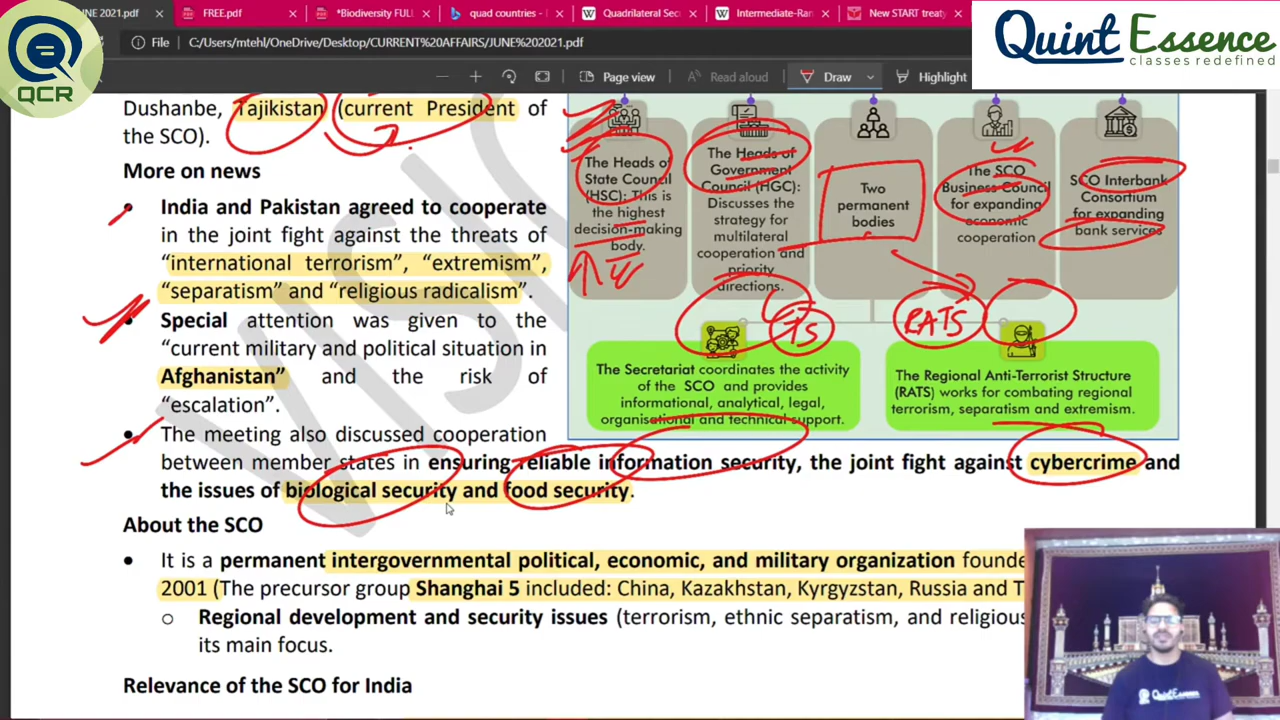 JUNE 2021.pdf
FREE.pdf
*Biodiversity FULL
quad countries -
Quadrilateral Sec
Intermediate-Ran
New START treaty
QCR
File
C:/Users/mtehl/OneDrive/Desktop/CURRENT%20AFFAIRS/JUNE%202021.pdf
Quint Essence
classes redefined
Page view
Read aloud
Draw
Highlight
Dushanbe, Tajikistan (current President of
the SCO).
More on news
India and Pakistan agreed to cooperate
in the joint fight against the threats of
“international terrorism”, “extremism”,
“separatism” and “religious radicalism”.
Special attention was given to the
“current military and political situation in
Afghanistan” and the risk of
“escalation”.
The meeting also discussed cooperation
between member states in ensuring reliable information security, the joint fight against cybercrime and
the issues of biological security and food security.
The Heads of
State Council
(HSC): This is
the highest
decision-making
body.
The Heads of
Government
Council (HGC):
Discusses the
strategy for
multilateral
cooperation and
priority
directions.
Two
permanent
bodies
The SCO
Business Council
for expanding
economic
cooperation
SCO Interbank
Consortium
for expanding
bank services
RATS
The Secretariat coordinates the activity
of the SCO and provides
informational, analytical, legal,
organisational and technical support.
The Regional Anti-Terrorist Structure
(RATS) works for combating regional
terrorism, separatism and extremism.
About the SCO
It is a permanent intergovernmental political, economic, and military organization founde
2001 (The precursor group Shanghai 5 included: China, Kazakhstan, Kyrgyzstan, Russia and T
Regional development and security issues (terrorism, ethnic separatism, and religious
its main focus.
Relevance of the SCO for India
QuintEssence